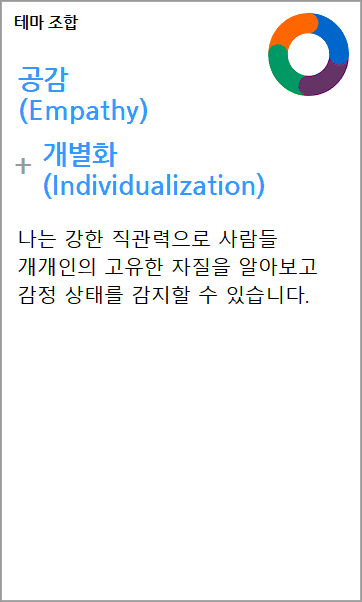 테마 조합
공감
(Empathy)
+ 개별화
(Individualization)
나는 강한 직관력으로 사람들
개개인의 고유한 자질을 알아보고
감정 상태를 감지할 수 있습니다.